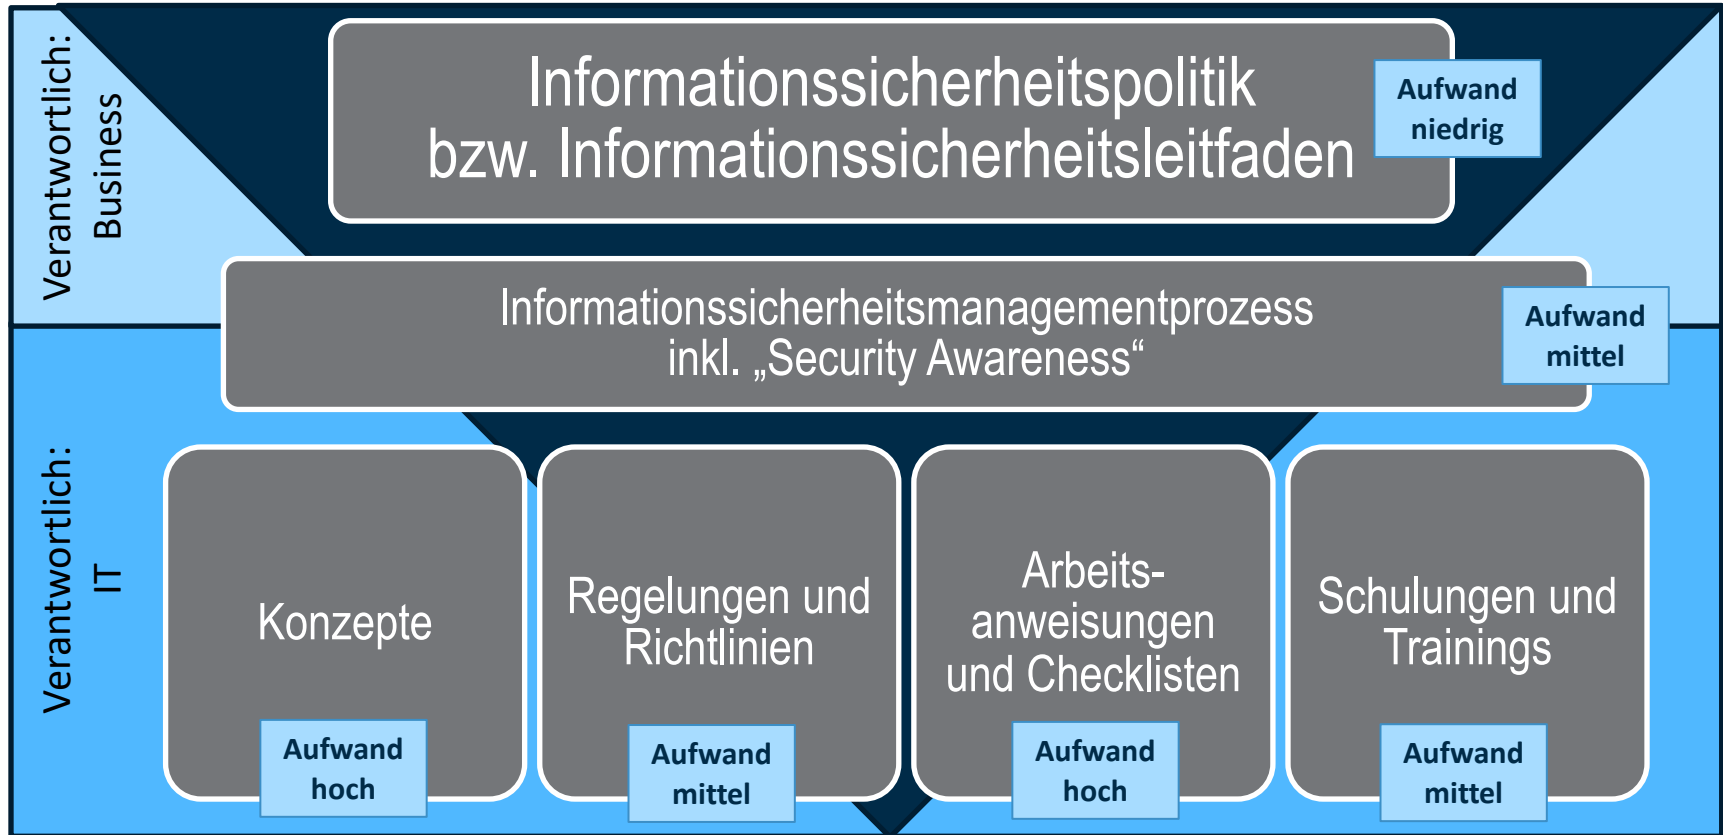 Verantwortlich:
Business
Informationssicherheitspolitik
bzw. Informationssicherheitsleitfaden
Aufwand
niedrig
Informationssicherheitsmanagementprozess
inkl. „Security Awareness“
Aufwand
mittel
Verantwortlich:
IT
Konzepte
Aufwand
hoch
Regelungen und
Richtlinien
Aufwand
mittel
Arbeits-
anweisungen
und Checklisten
Aufwand
hoch
Schulungen und
Trainings
Aufwand
mittel